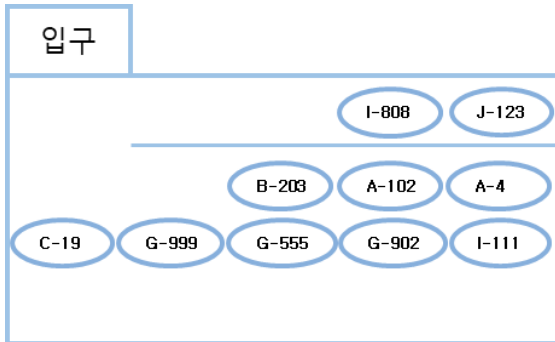 입구
I-808 J-123
B-203 A-102 A-4
C-19 G-999 G-555 G-902 I-111